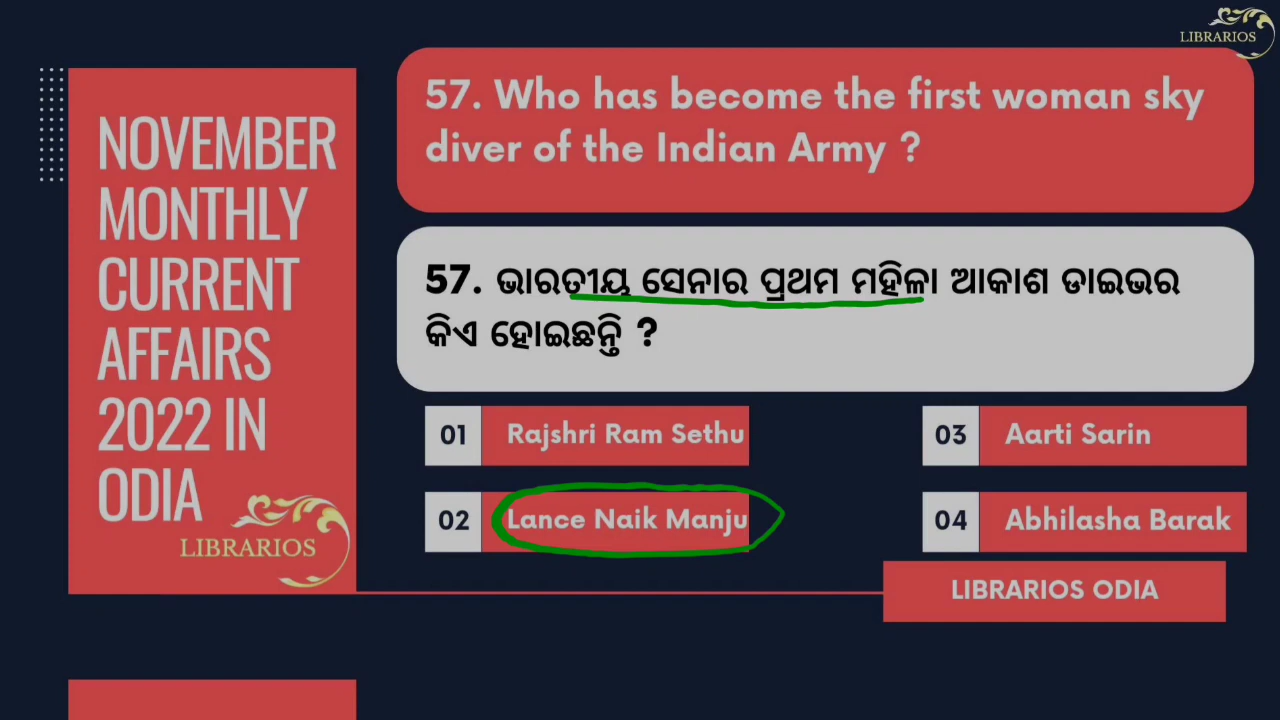 LIBRARIOS
NOVEMBER
MONTHLY
CURRENT
AFFAIRS
2022 IN
ODIA
LIBRARIOS
57. Who has become the first woman sky
diver of the Indian Army ?
57. ଭାରତୀୟ ସେନାର ପ୍ରଥମ ମହିଳା ଆକାଶ ଡାଇଭର
କିଏ ହୋଇଛନ୍ତି ?
01 Rajshri Ram Sethu
02 Lance Naik Manju
03 Aarti Sarin
04 Abhilasha Barak
LIBRARIOS ODIA